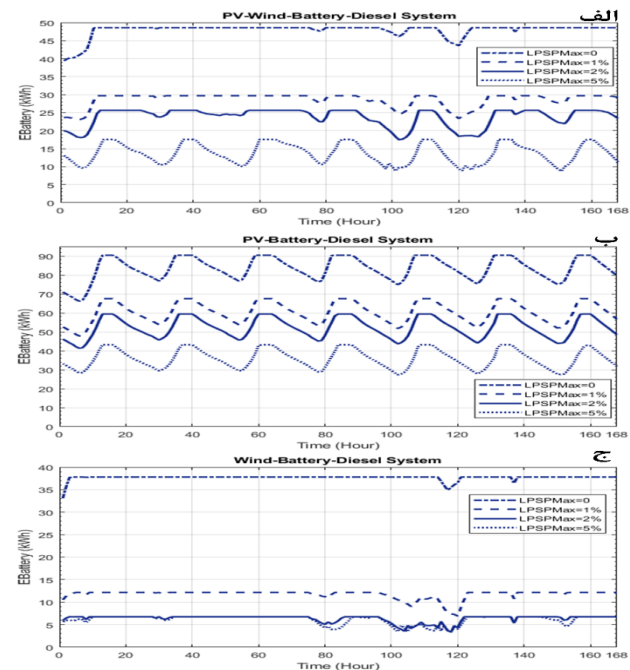 الف
PV-Wind-Battery-Diesel System
50
45
40
35
30
25
20
15
10
5
0
EBattery (kWh)
LPSPMax=0
LPSPMax=1%
LPSPMax=2%
LPSPMax=5%
0 20 40 60 80 100 120 140 160 168
Time (Hour)
ب
PV-Battery-Diesel System
90
80
70
60
50
40
30
20
10
0
EBattery (kWh)
LPSPMax=0
LPSPMax=1%
LPSPMax=2%
LPSPMax=5%
0 20 40 60 80 100 120 140 160 168
Time (Hour)
ج
Wind-Battery-Diesel System
40
35
30
25
20
15
10
5
0
EBattery (kWh)
LPSPMax=0
LPSPMax=1%
LPSPMax=2%
LPSPMax=5%
0 20 40 60 80 100 120 140 160 168
Time (Hour)